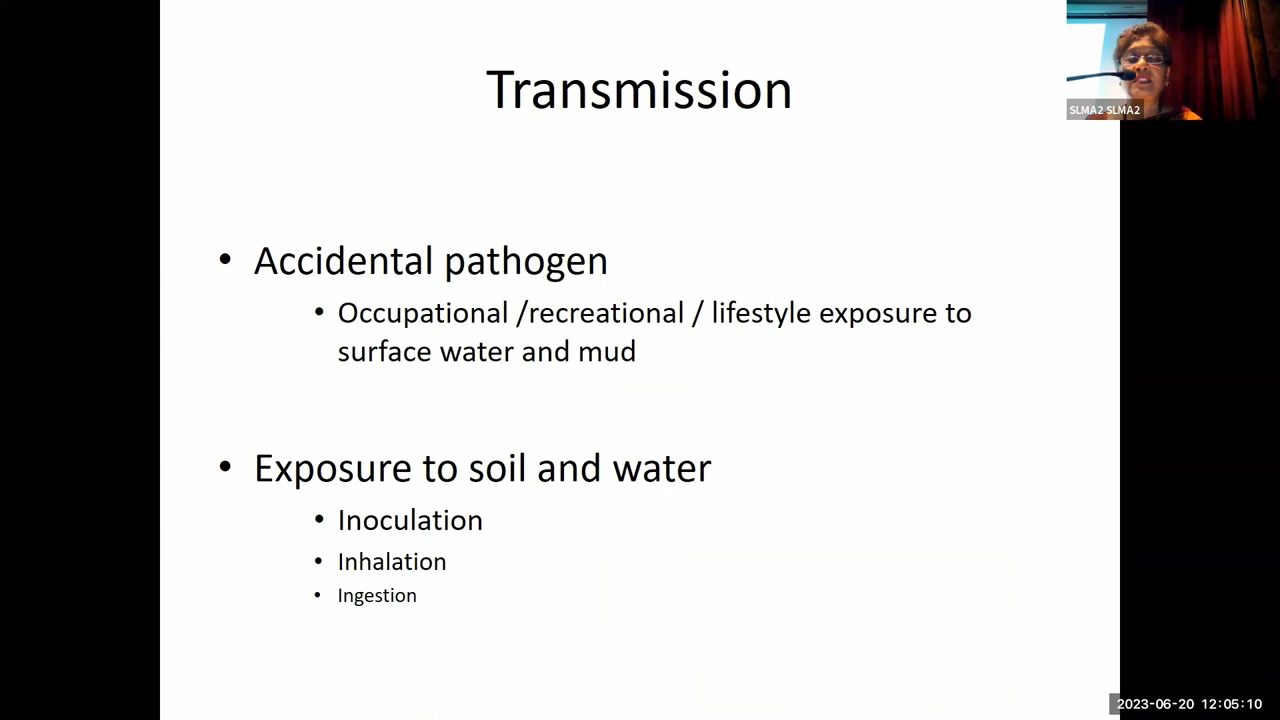 Transmission
SLMA2 SLMA2
• Accidental pathogen
• Occupational /recreational / lifestyle exposure to
surface water and mud
• Exposure to soil and water
• Inoculation
• Inhalation
• Ingestion
2023-06-20 12:05:10